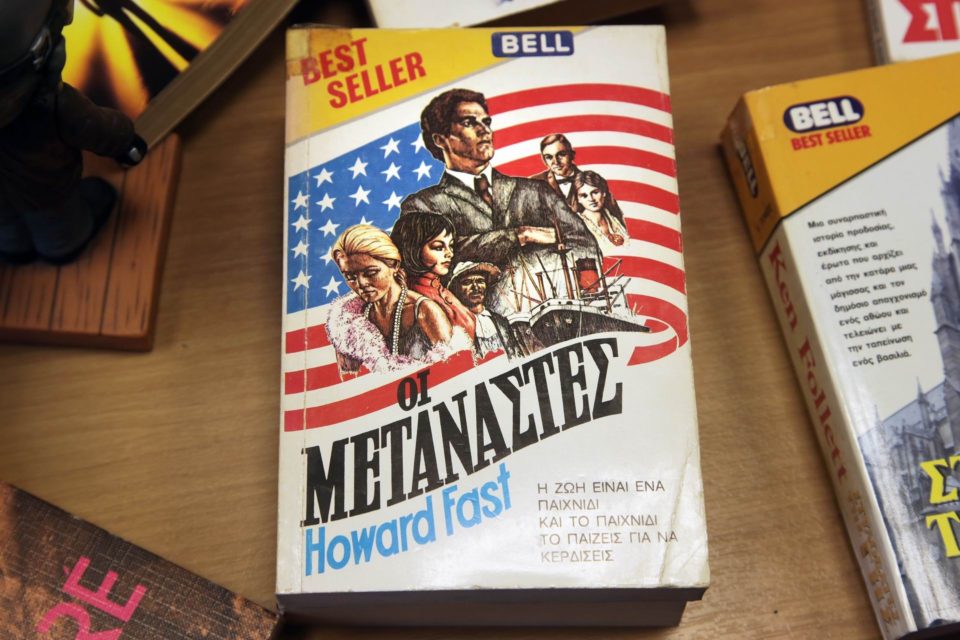 BEST
SELLER
BELL
ΟΙ
ΜΕΤΑΝΑΣΤΕΣ
Howard Fast
Η ΖΩΗ ΕΙΝΑΙ ΕΝΑ
ΠΑΙΧΝΙΔΙ
ΚΑΙ ΤΟ ΠΑΙΧΝΙΔΙ
ΤΟ ΠΑΙΖΕΙΣ ΓΙΑ ΝΑ
ΚΕΡΔΙΣΕΙΣ
BELL
BEST SELLER
Μια συναρπαστική
ιστορία προδοσίας,
εκδίκησης και
έρωτα που αρχίζει
από την κατάρα μιας
μάγισσας και τον
δημόσιο απαγχονισμό
ενός αθώου και
τελειώνει με
την ταπείνωση
ενός βασιλιά.
BELL
Ken Follett